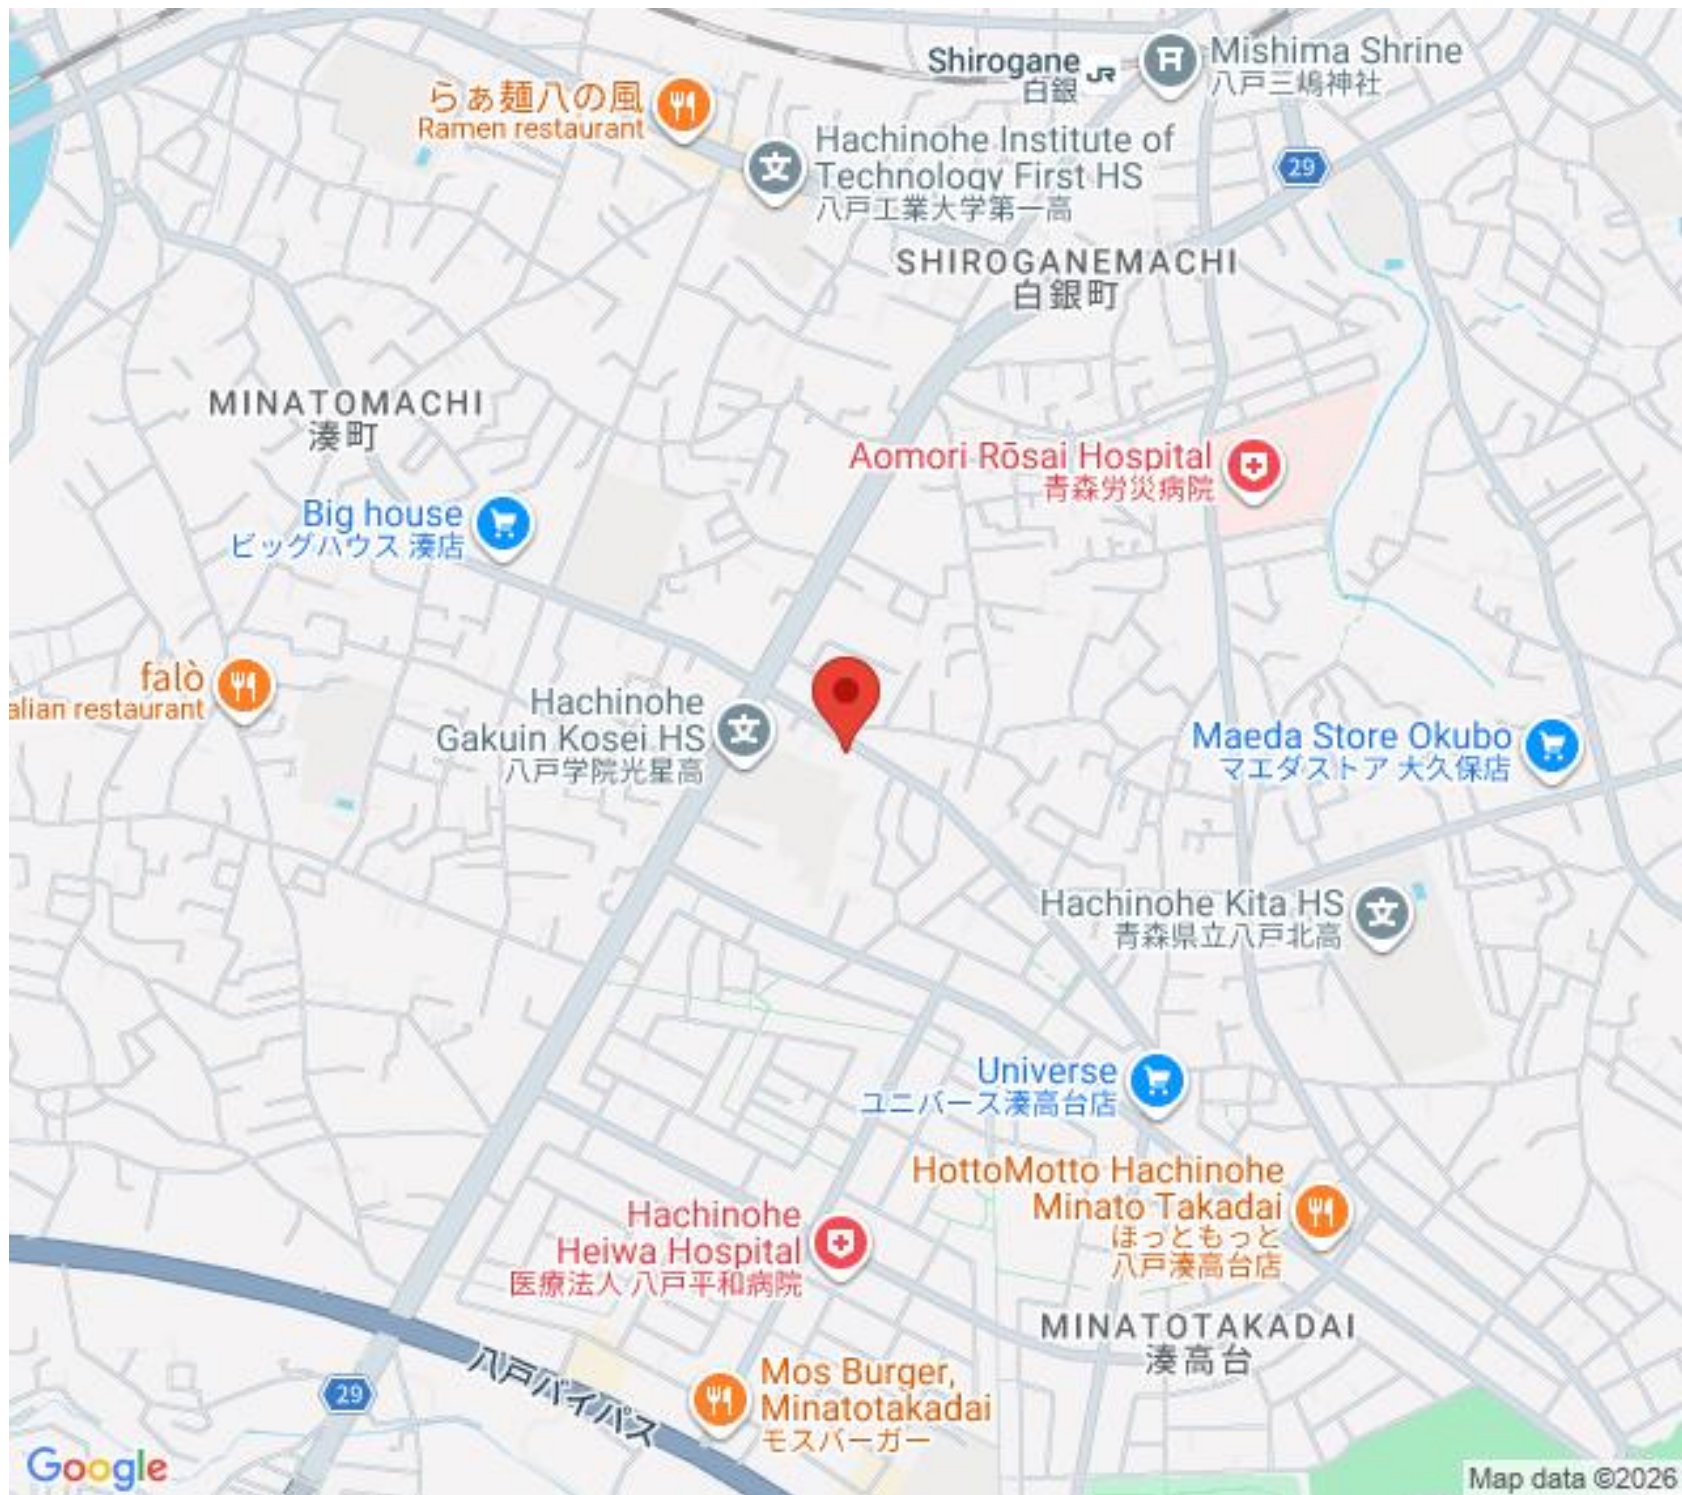 Shirogane
白銀
JR
Mishima Shrine
八戸三嶋神社
らぁ麺八の風
Ramen restaurant
Hachinohe Institute of
Technology First HS
八戸工業大学第一高
29
SHIROGANEMACHI
白銀町
MINATOMACHI
湊町
Aomori Rōsai Hospital
青森労災病院
Big house
ビッグハウス 湊店
falò
alian restaurant
Hachinohe
Gakuin Kosei HS
八戸学院光星高
Maeda Store Okubo
マエダストア 大久保店
Hachinohe Kita HS
青森県立八戸北高
Universe
ユニバース湊高台店
HottoMotto Hachinohe
Minato Takadai
ほっともっと
八戸湊高台店
Hachinohe
Heiwa Hospital
医療法人 八戸平和病院
MINATOTAKADAI
湊高台
八戸バイパス
29
Mos Burger,
Minatotakadai
モスバーガー
Google
Map data ©2026